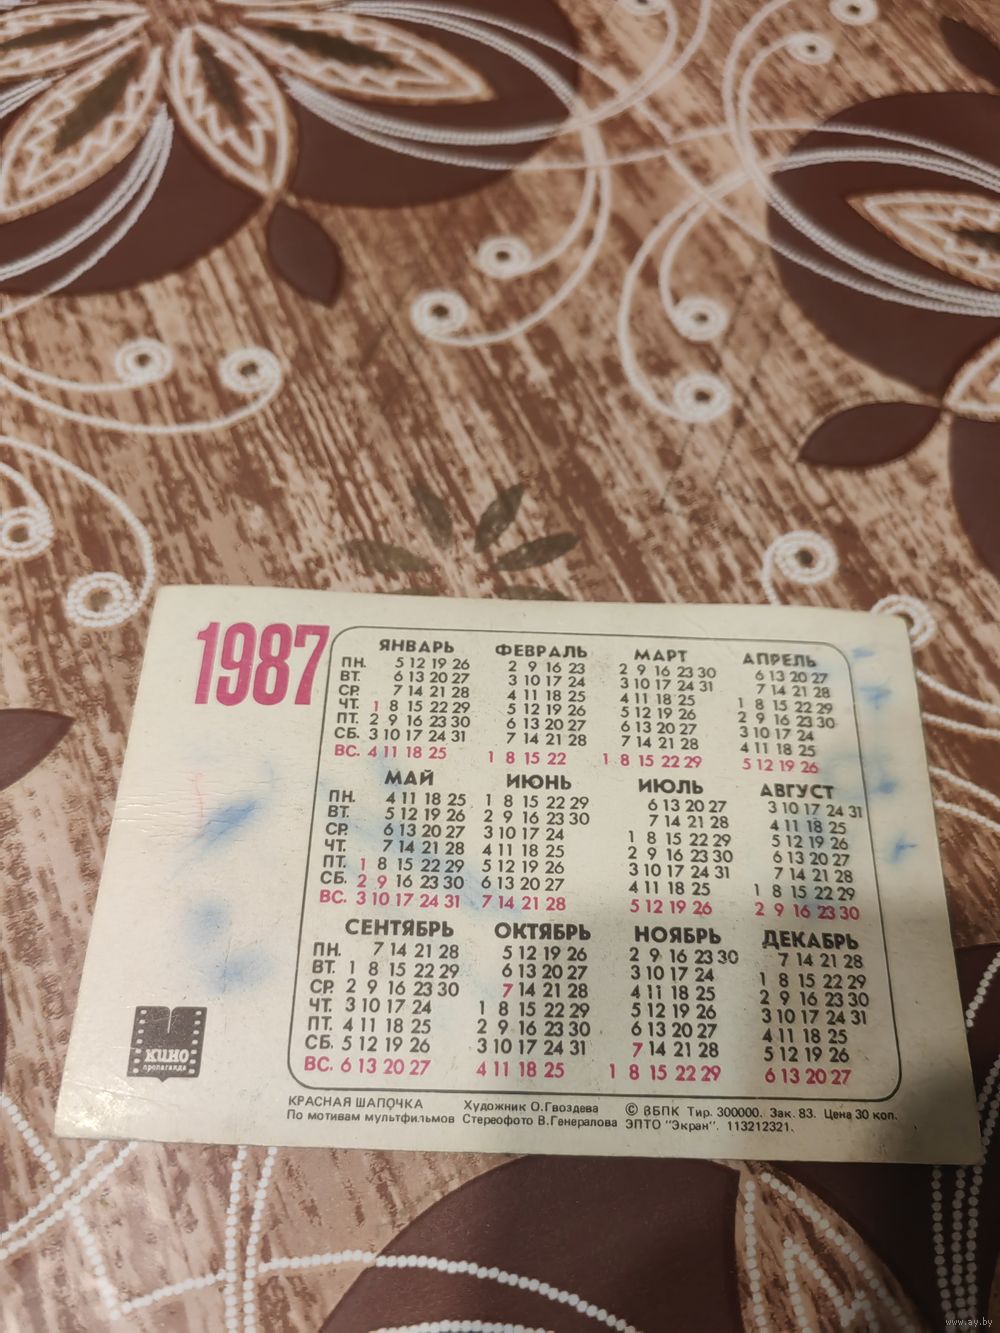 1987
ЯНВАРЬ ФЕВРАЛЬ МАРТ АПРЕЛЬ
ПН. 5 12 19 26 2 9 16 23 2 9 16 23 30 6 13 20 27
ВТ. 6 13 20 27 3 10 17 24 3 10 17 24 31 7 14 21 28
СР. 7 14 21 28 4 11 18 25 4 11 18 25 1 8 15 22 29
ЧТ. 1 8 15 22 29 5 12 19 26 5 12 19 26 2 9 16 23 30
ПТ. 2 9 16 23 30 6 13 20 27 6 13 20 27 3 10 17 24
СБ. 3 10 17 24 31 7 14 21 28 7 14 21 28 4 11 18 25
ВС. 4 11 18 25 1 8 15 22 1 8 15 22 29 5 12 19 26
МАЙ ИЮНЬ ИЮЛЬ АВГУСТ
ПН. 4 11 18 25 1 8 15 22 29 6 13 20 27 3 10 17 24 31
ВТ. 5 12 19 26 2 9 16 23 30 7 14 21 28 4 11 18 25
СР. 6 13 20 27 3 10 17 24 1 8 15 22 29 5 12 19 26
ЧТ. 7 14 21 28 4 11 18 25 2 9 16 23 30 6 13 20 27
ПТ. 1 8 15 22 29 5 12 19 26 3 10 17 24 31 7 14 21 28
СБ. 2 9 16 23 30 6 13 20 27 4 11 18 25 1 8 15 22 29
ВС. 3 10 17 24 31 7 14 21 28 5 12 19 26 2 9 16 23 30
СЕНТЯБРЬ ОКТЯБРЬ НОЯБРЬ ДЕКАБРЬ
ПН. 7 14 21 28 5 12 19 26 2 9 16 23 30 7 14 21 28
ВТ. 1 8 15 22 29 6 13 20 27 3 10 17 24 1 8 15 22 29
СР. 2 9 16 23 30 7 14 21 28 4 11 18 25 2 9 16 23 30
ЧТ. 3 10 17 24 1 8 15 22 29 5 12 19 26 3 10 17 24 31
ПТ. 4 11 18 25 2 9 16 23 30 6 13 20 27 4 11 18 25
СБ. 5 12 19 26 3 10 17 24 31 7 14 21 28 5 12 19 26
ВС. 6 13 20 27 4 11 18 25 1 8 15 22 29 6 13 20 27
КИНО
пропаганда
КРАСНАЯ ШАПОЧКА Художник О.Гвоздева © ВБПК Тир. 300000. Зак. 83. Цена 30 коп.
По мотивам мультфильмов Стереофото В.Генералова ЭПТО "Экран". 113212321.
www.ay.by